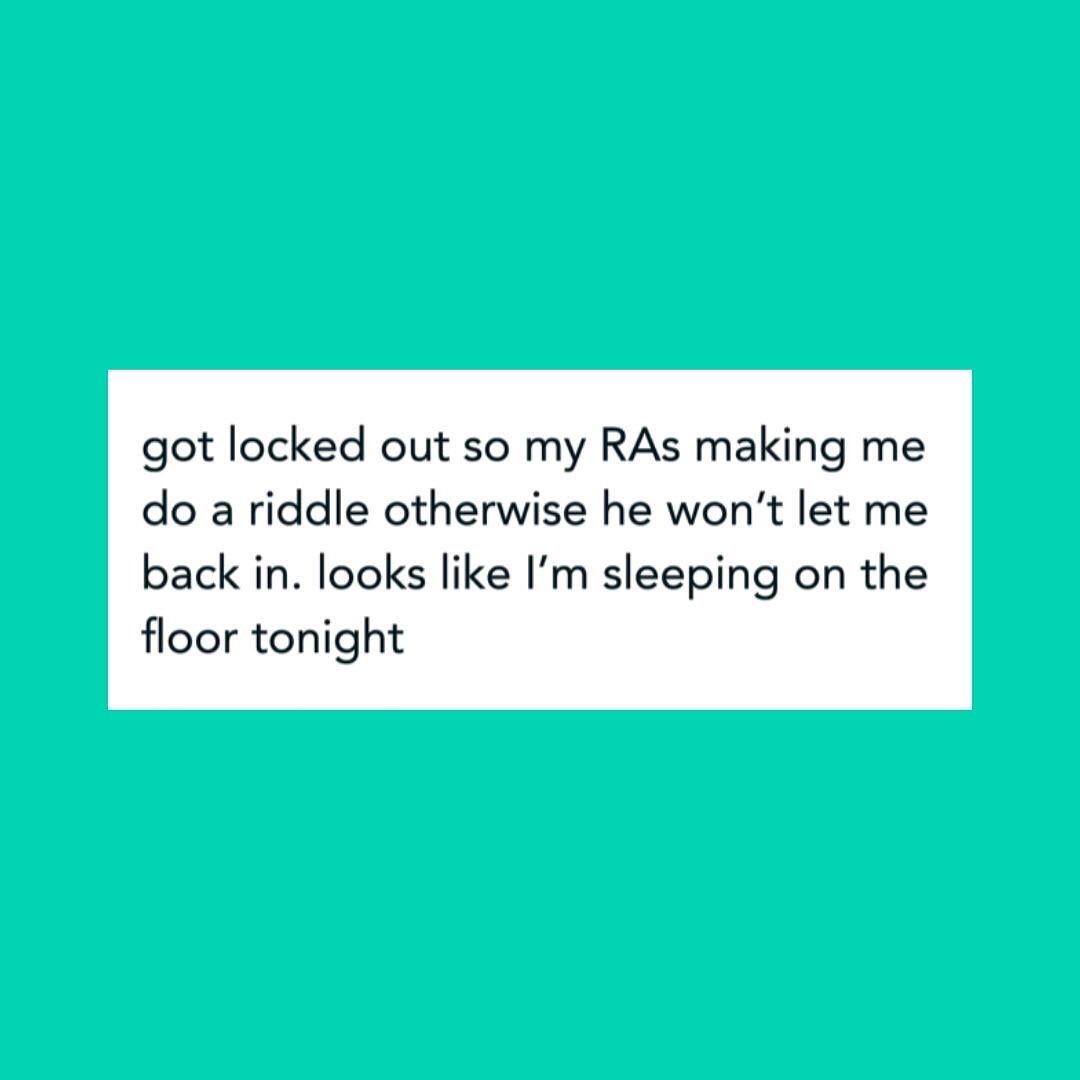 got locked out so my RAs making me
do a riddle otherwise he won’t let me
back in. looks like I’m sleeping on the
floor tonight